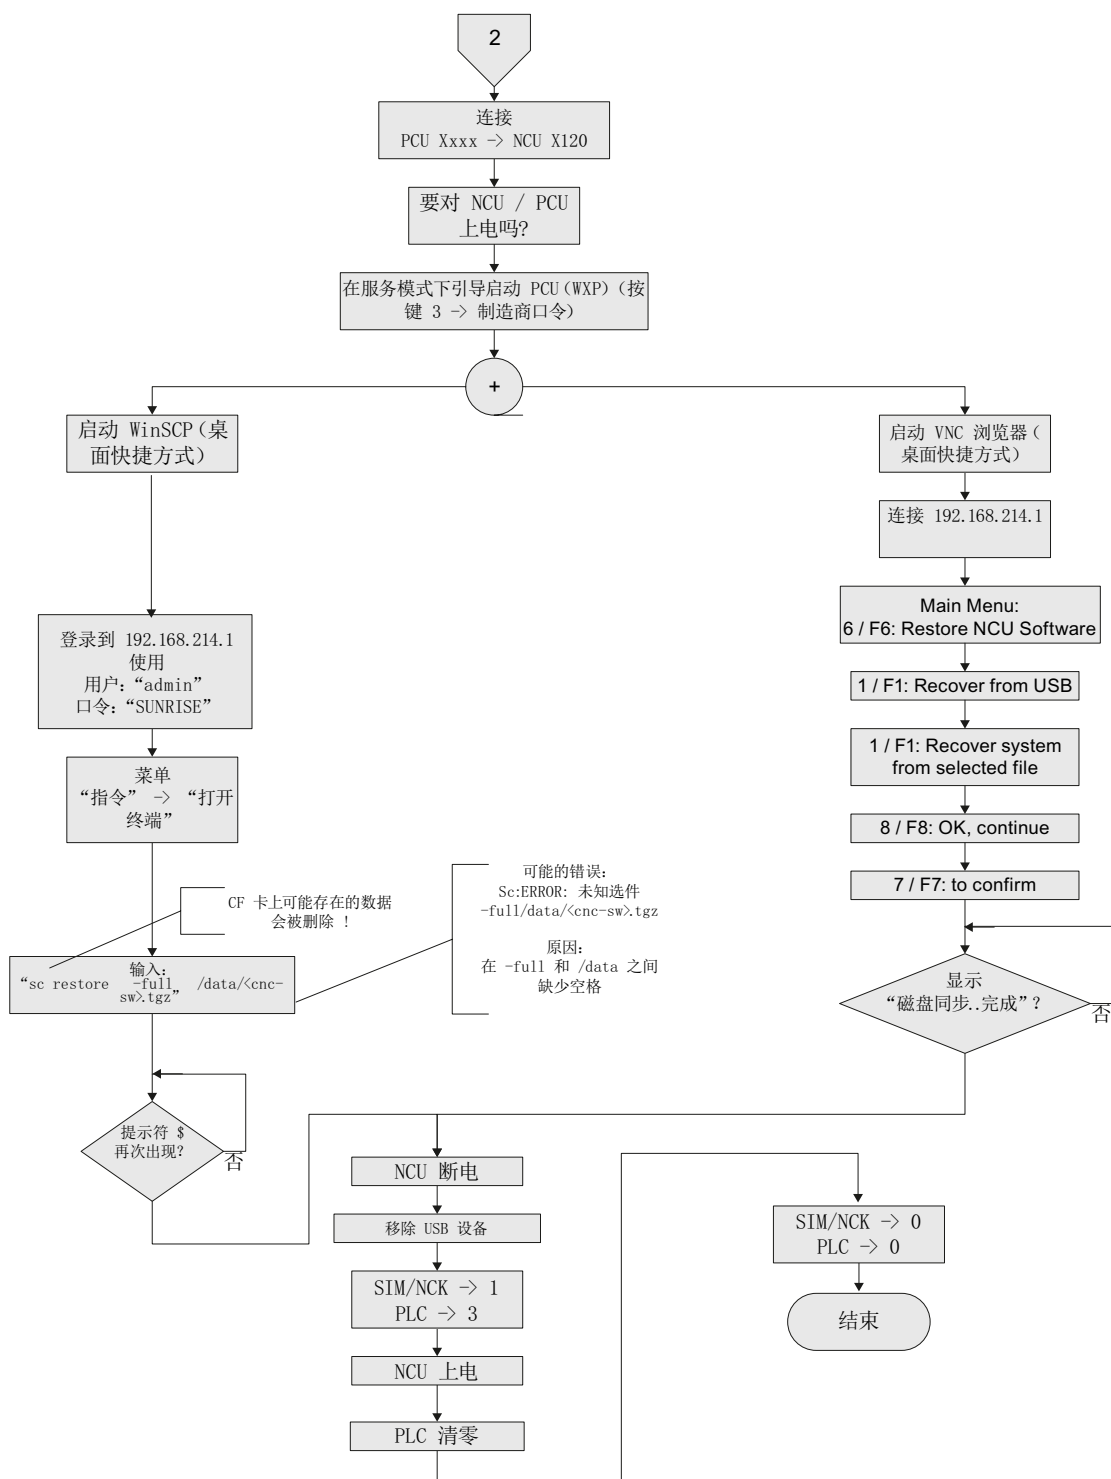 2
连接
PCU Xxxx -> NCU X120
要对 NCU / PCU
上电吗?
在服务模式下引导启动 PCU(WXP)(按
键 3 -> 制造商口令)
+
启动 WinSCP(桌
面快捷方式)
登录到 192.168.214.1
使用
用户:“admin”
口令:“SUNRISE”
菜单
“指令” -> “打开
终端”
CF 卡上可能存在的数据
会被删除 !
可能的错误:
Sc:ERROR: 未知选件
-full/data/<cnc-sw>.tgz
原因:
在 -full 和 /data 之间
缺少空格
输入:
“sc restore -full /data/<cnc-
sw>.tgz”
提示符 $
再次出现?
否
启动 VNC 浏览器(
桌面快捷方式)
连接 192.168.214.1
Main Menu:
6 / F6: Restore NCU Software
1 / F1: Recover from USB
1 / F1: Recover system
from selected file
8 / F8: OK, continue
7 / F7: to confirm
显示
“磁盘同步..完成”?
否
NCU 断电
移除 USB 设备
SIM/NCK -> 1
PLC -> 3
NCU 上电
PLC 清零
SIM/NCK -> 0
PLC -> 0
结束